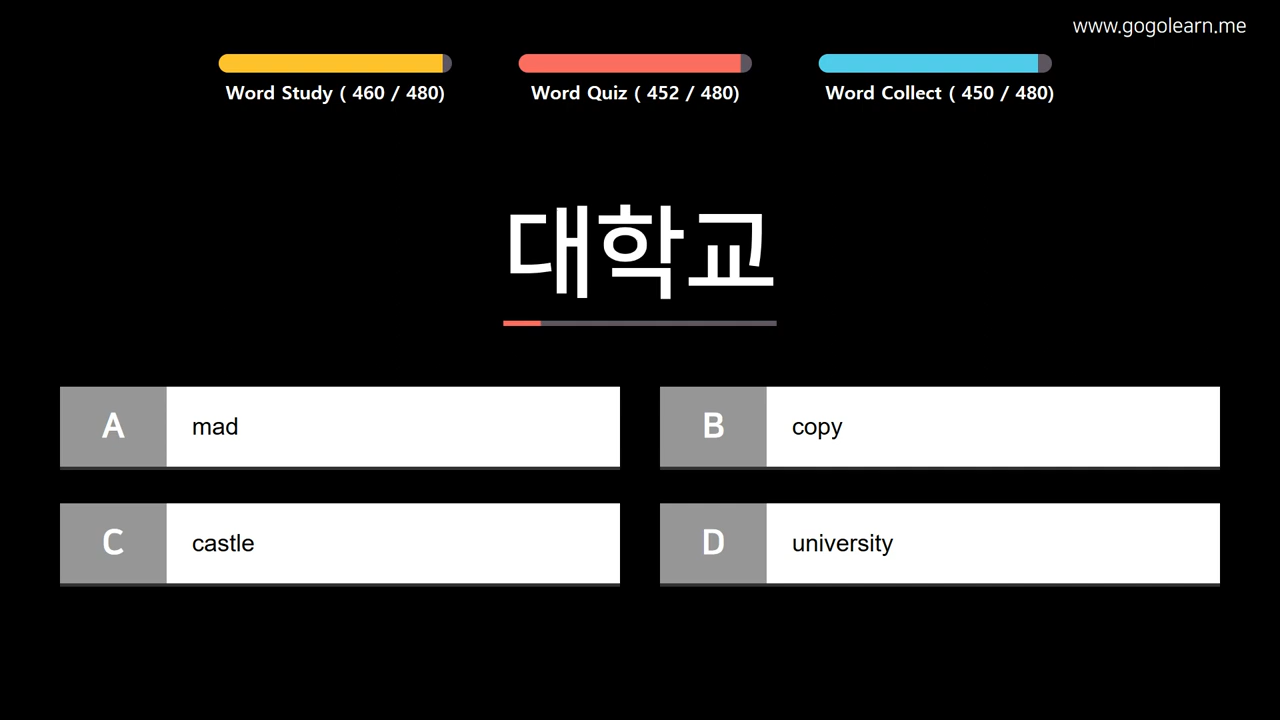 www.gogolearn.me
Word Study ( 460 / 480)
Word Quiz ( 452 / 480)
Word Collect ( 450 / 480)
대학교
A mad
B copy
C castle
D university